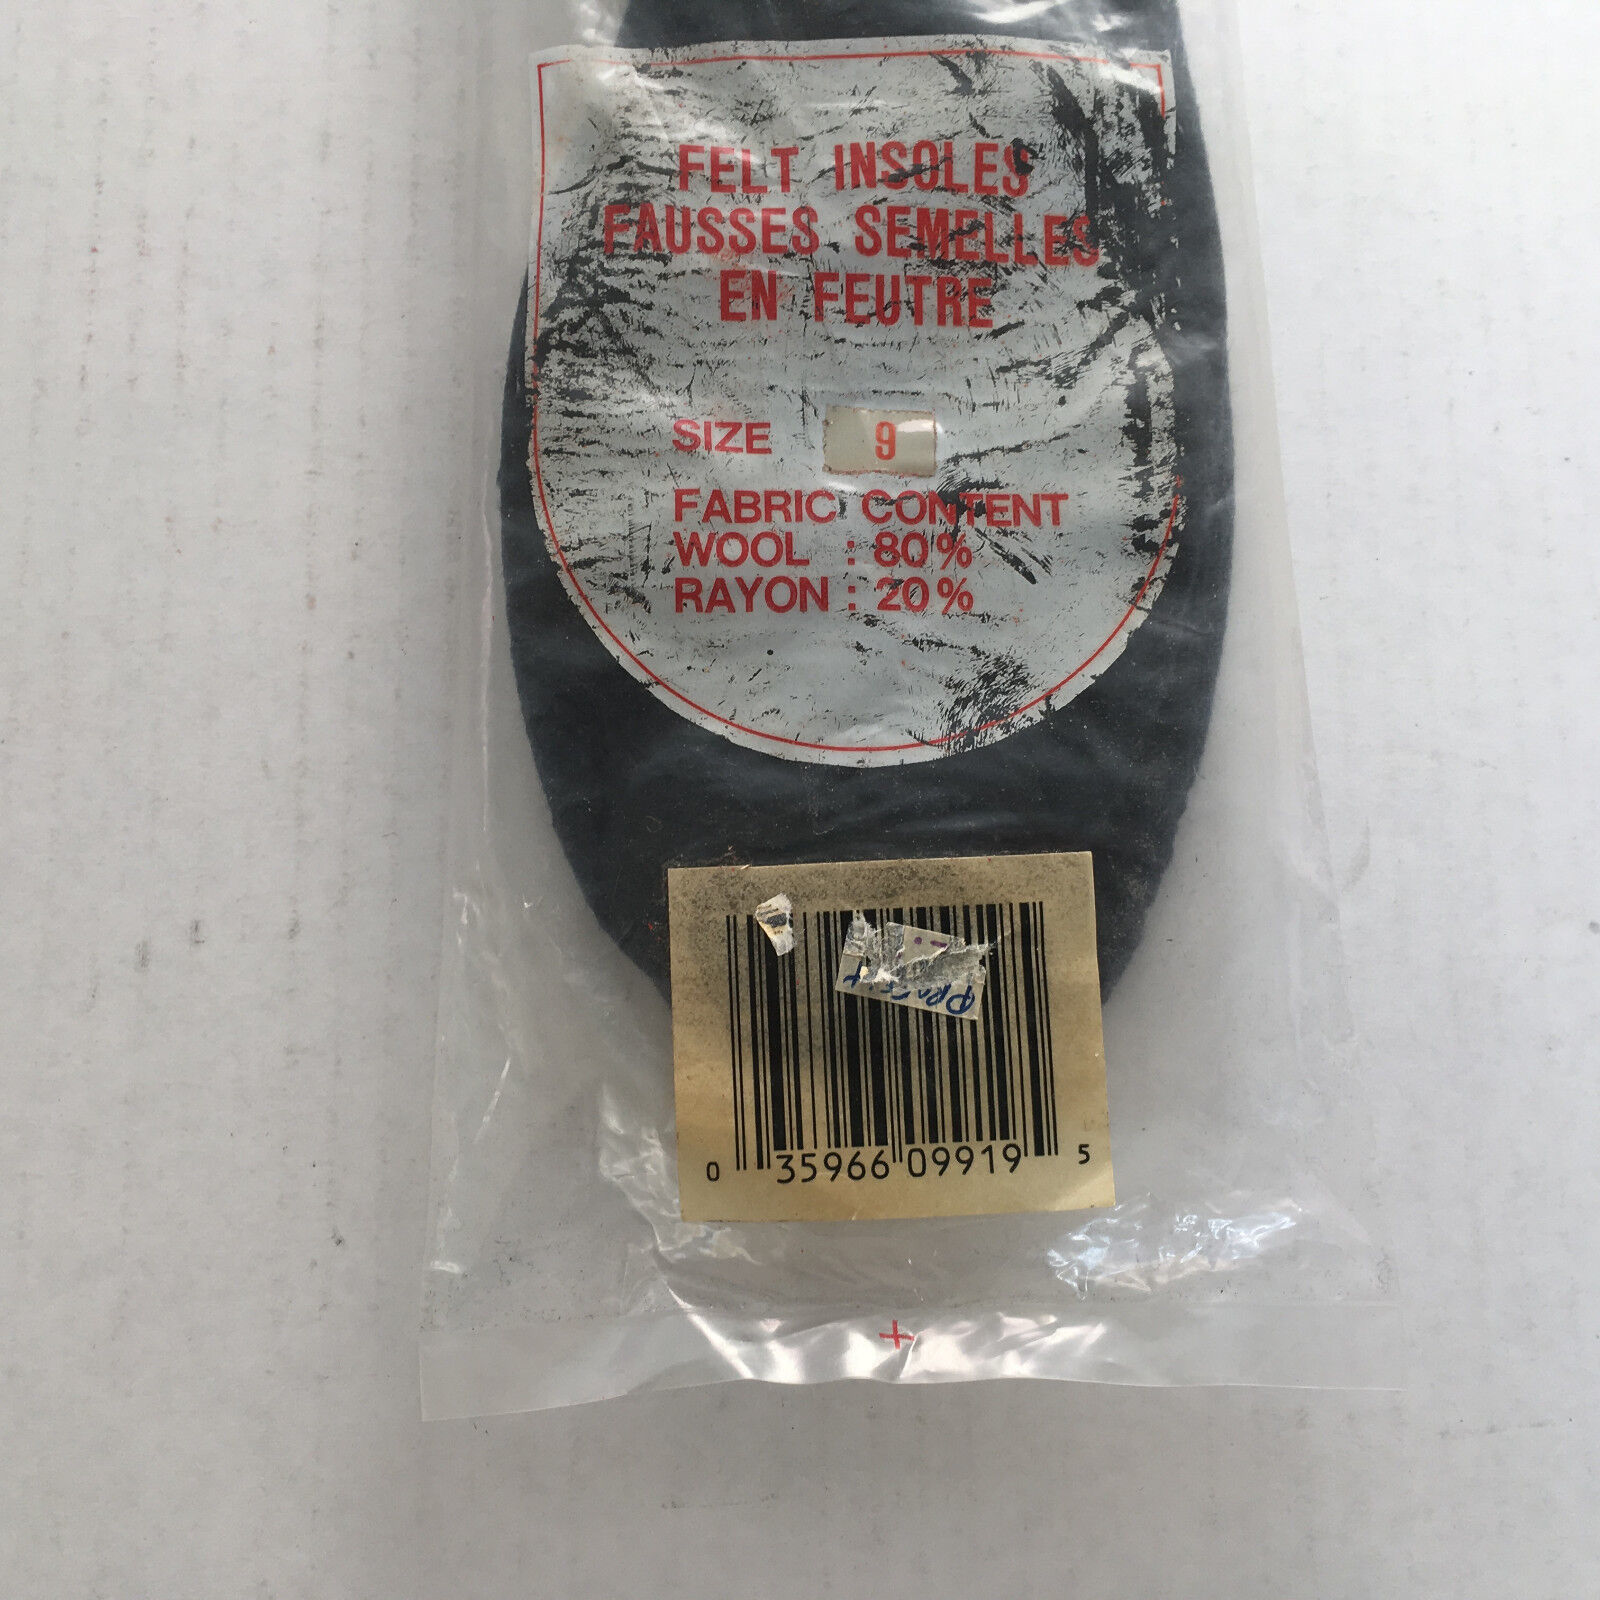 FELT INSOLES
FAUSSES SEMELLES
EN FEUTRE
SIZE 9
FABRIC CONTENT
WOOL : 80%
RAYON : 20%
0 35966 09919 5